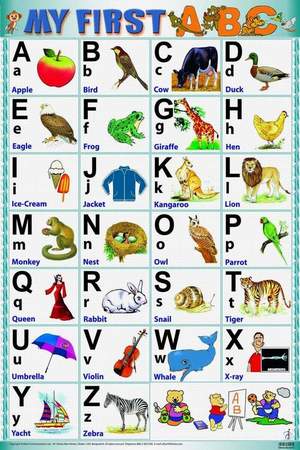 MY FIRST ABC
A a Apple
B b Bird
C c Cow
D d Duck
E e Eagle
F f Frog
G g Giraffe
H h Hen
I i Ice-Cream
J j Jacket
K k Kangaroo
L l Lion
M m Monkey
N n Nest
O o Owl
P p Parrot
Q q Queen
R r Rabbit
S s Snail
T t Tiger
U u Umbrella
V v Violin
W w Whale
X x X-ray
Y y Yacht
Z z Zebra
A B